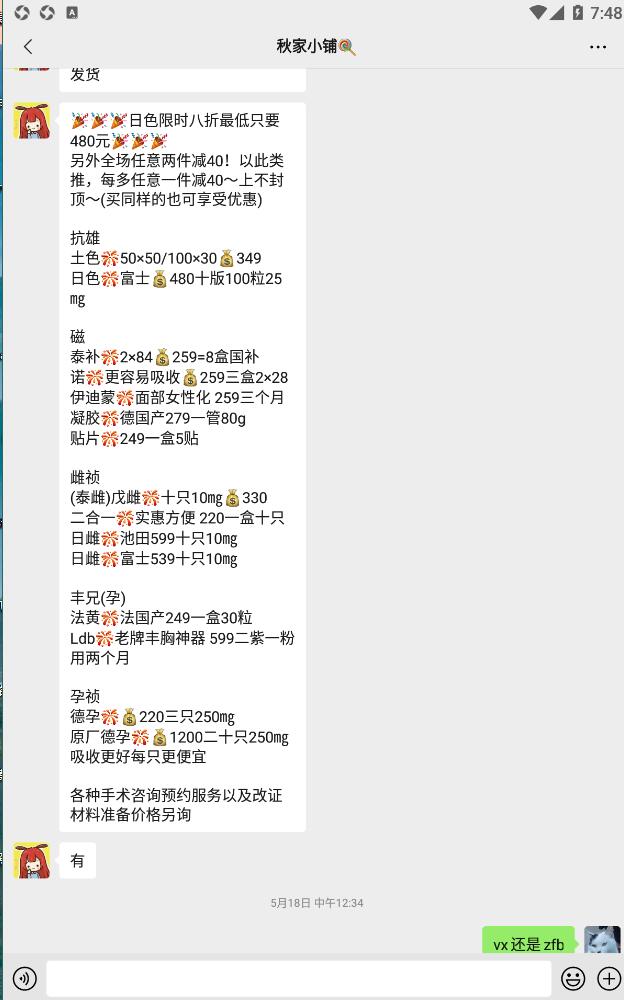 A
7:48
秋家小铺🍭
发货
🎉🎉🎉日色限时八折最低只要
480元🎉🎉🎉
另外全场任意两件减40！以此类
推，每多任意一件减40～上不封
顶～(买同样的也可享受优惠)
抗雄
土色🎊50×50/100×30💰349
日色🎊富士💰480十版100粒25
mg
磁
泰补🎊2×84💰259=8盒国补
诺🎊更容易吸收💰259三盒2×28
伊迪蒙🎊面部女性化 259三个月
凝胶🎊德国产279一管80g
贴片🎊249一盒5贴
雌祯
(泰雌)戊雌🎊十只10mg💰330
二合一🎊实惠方便 220一盒十只
日雌🎊池田599十只10mg
日雌🎊富士539十只10mg
丰兄(孕)
法黄🎊法国产249一盒30粒
Ldb🎊老牌丰胸神器 599二紫一粉
用两个月
孕祯
德孕🎊💰220三只250mg
原厂德孕🎊💰1200二十只250mg
吸收更好每只更便宜
各种手术咨询预约服务以及改证
材料准备价格另询
有
5月18日 中午12:34
vx 还是 zfb